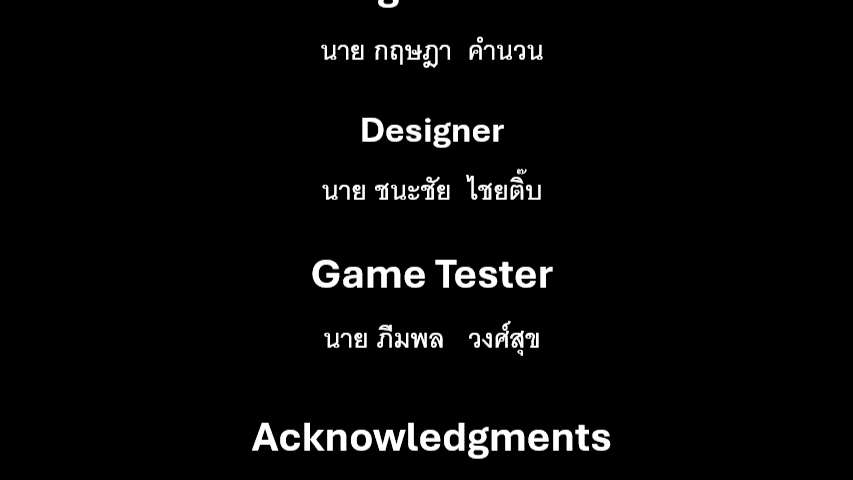 นาย กฤษฎา คำนวน
Designer
นาย ชนะชัย ไชยติ๊บ
Game Tester
นาย ภีมพล วงศ์สุข
Acknowledgments